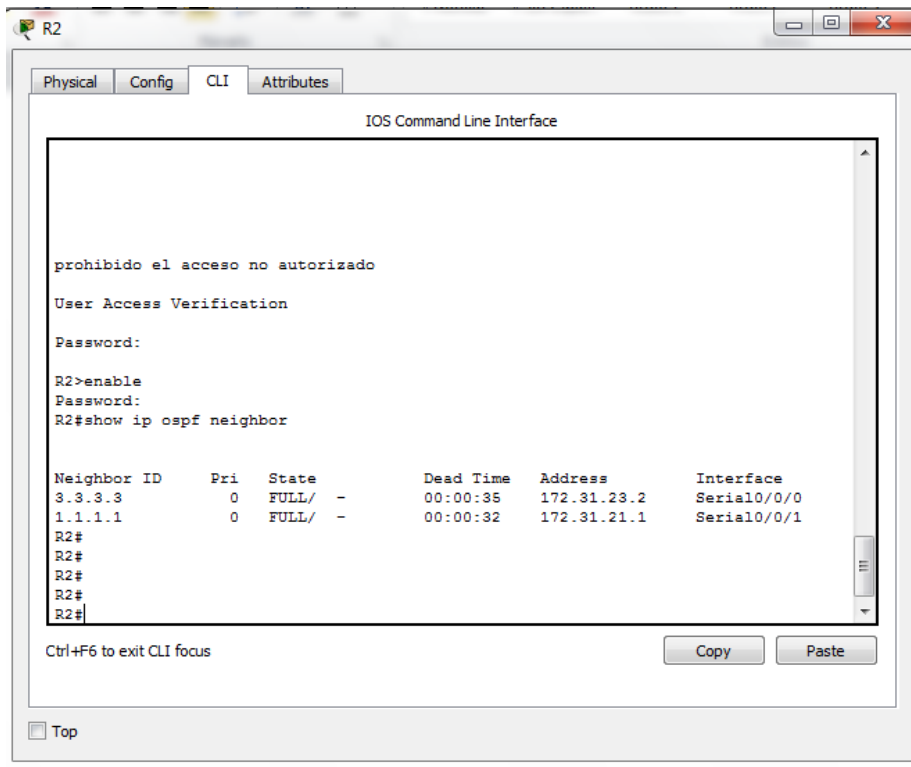 R2
Physical Config CLI Attributes
IOS Command Line Interface
prohibido el acceso no autorizado
User Access Verification
Password:
R2>enable
Password:
R2#show ip ospf neighbor
Neighbor ID Pri State Dead Time Address Interface
3.3.3.3 0 FULL/ - 00:00:35 172.31.23.2 Serial0/0/0
1.1.1.1 0 FULL/ - 00:00:32 172.31.21.1 Serial0/0/1
R2#
R2#
R2#
R2#
R2#
Ctrl+F6 to exit CLI focus
Copy Paste
Top